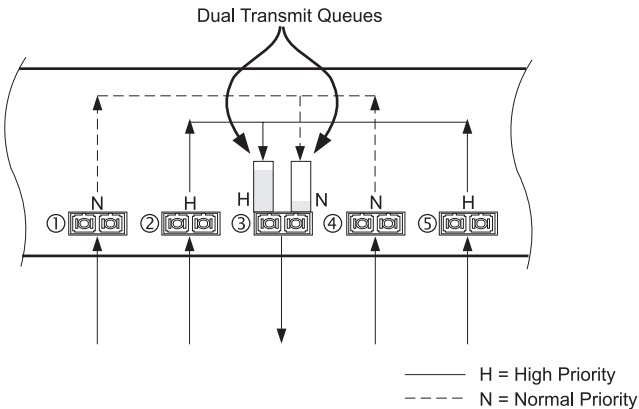 Dual Transmit Queues
N
H
H
N
N
H
①
②
③
④
⑤
H = High Priority
N = Normal Priority